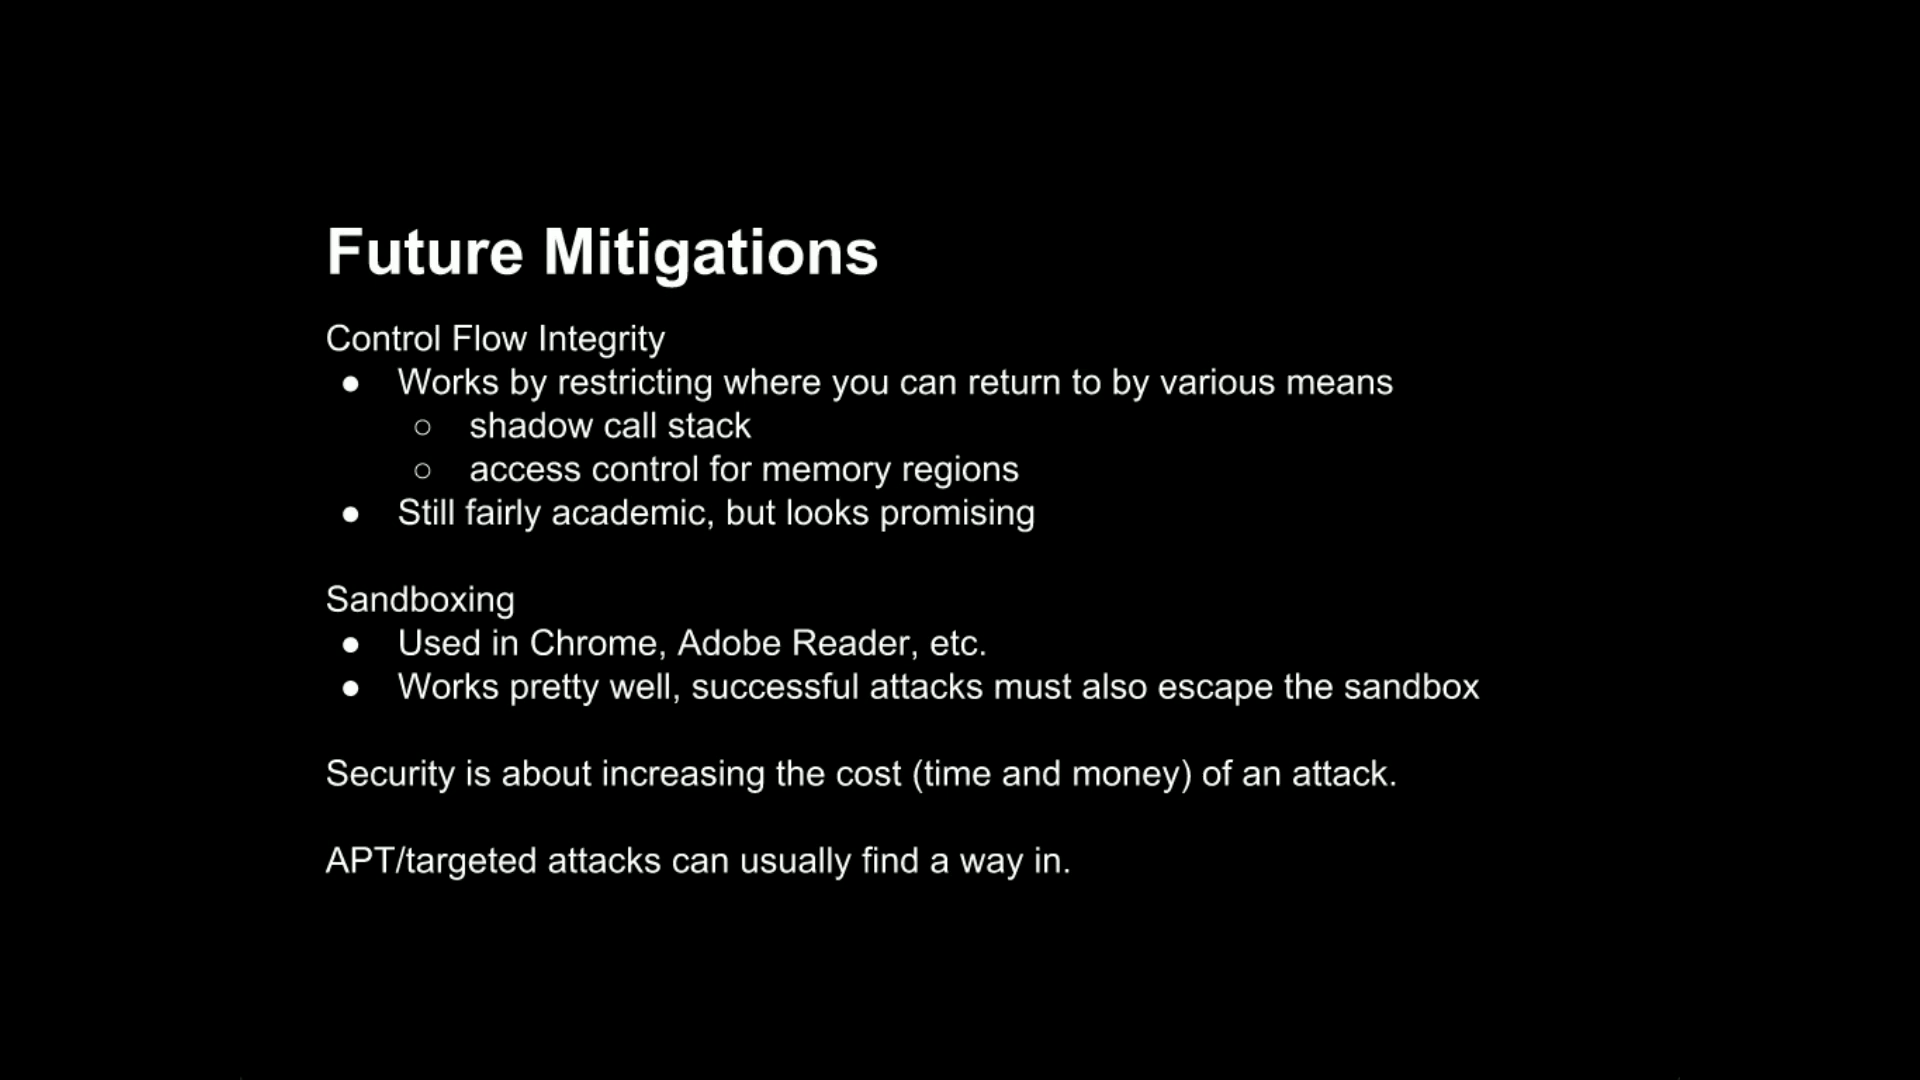 Future Mitigations
Control Flow Integrity
● Works by restricting where you can return to by various means
○ shadow call stack
○ access control for memory regions
● Still fairly academic, but looks promising
Sandboxing
● Used in Chrome, Adobe Reader, etc.
● Works pretty well, successful attacks must also escape the sandbox
Security is about increasing the cost (time and money) of an attack.
APT/targeted attacks can usually find a way in.